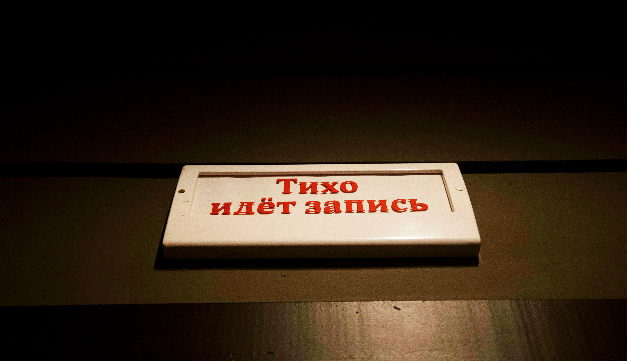 Тихо
идёт запись